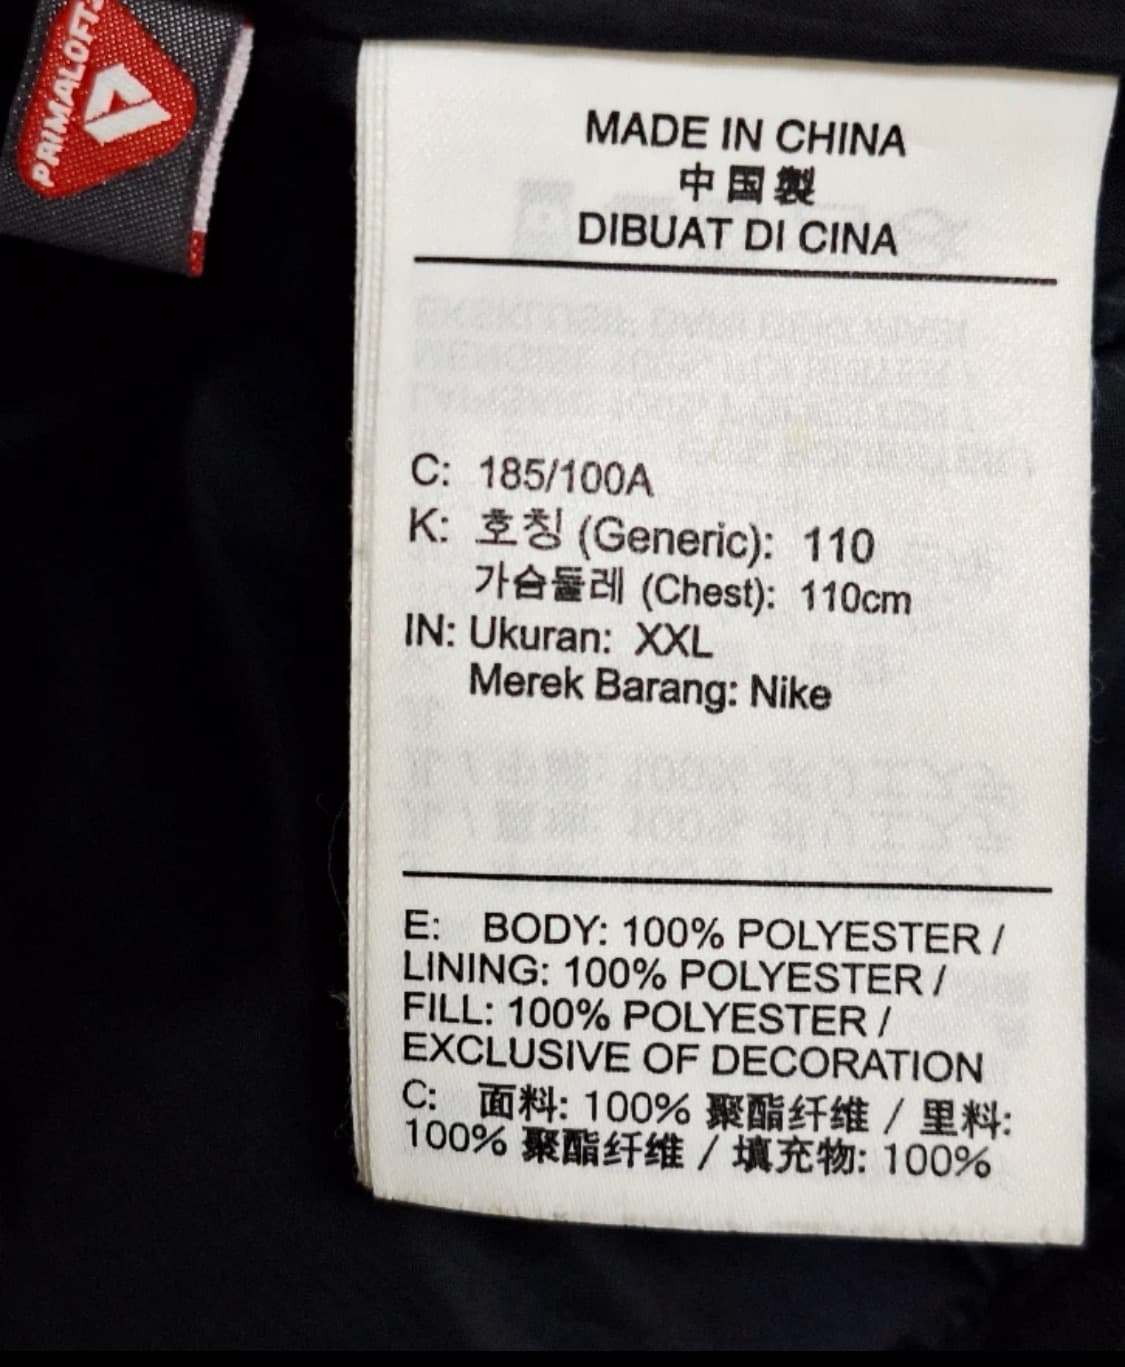 PRIMALOFT
MADE IN CHINA
中国製
DIBUAT DI CINA
C: 185/100A
K: 호칭 (Generic): 110
가슴둘레 (Chest): 110cm
IN: Ukuran: XXL
Merek Barang: Nike
E: BODY: 100% POLYESTER /
LINING: 100% POLYESTER /
FILL: 100% POLYESTER /
EXCLUSIVE OF DECORATION
C: 面料: 100% 聚酯纤维 / 里料:
100% 聚酯纤维 / 填充物: 100%